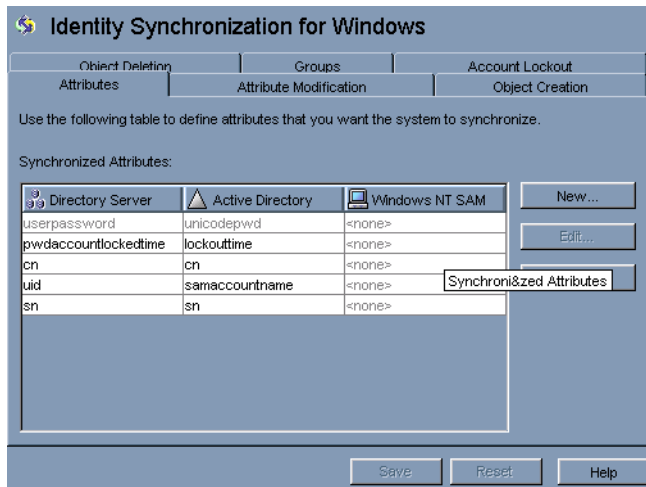 Identity Synchronization for Windows
Object Deletion Groups Account Lockout
Attributes Attribute Modification Object Creation
Use the following table to define attributes that you want the system to synchronize.
Synchronized Attributes:
Directory Server Active Directory Windows NT SAM New...
userpassword unicodepwd <none>
pwdaccountlockedtime lockouttime <none> Edit...
cn cn <none>
uid samaccountname <none> Synchroni&zed Attributes
sn sn <none>
Save Reset Help